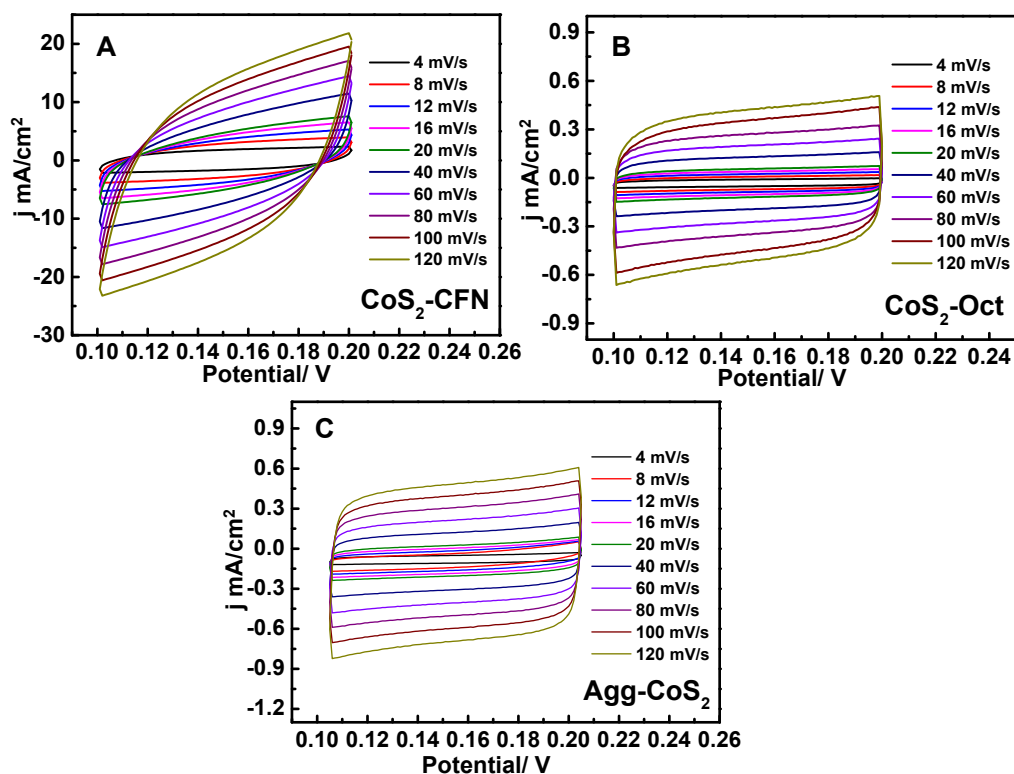 A
20
10
0
-10
-20
-30
j mA/cm²
4 mV/s
8 mV/s
12 mV/s
16 mV/s
20 mV/s
40 mV/s
60 mV/s
80 mV/s
100 mV/s
120 mV/s
CoS₂-CFN
0.10 0.12 0.14 0.16 0.18 0.20 0.22 0.24 0.26
Potential/ V
B
0.9
0.6
0.3
0.0
-0.3
-0.6
-0.9
j mA/cm²
4 mV/s
8 mV/s
12 mV/s
16 mV/s
20 mV/s
40 mV/s
60 mV/s
80 mV/s
100 mV/s
120 mV/s
CoS₂-Oct
0.10 0.12 0.14 0.16 0.18 0.20 0.22 0.24
Potential/ V
C
0.9
0.6
0.3
0.0
-0.3
-0.6
-0.9
-1.2
j mA/cm²
4 mV/s
8 mV/s
12 mV/s
16 mV/s
20 mV/s
40 mV/s
60 mV/s
80 mV/s
100 mV/s
120 mV/s
Agg-CoS₂
0.10 0.12 0.14 0.16 0.18 0.20 0.22 0.24 0.26
Potential/ V